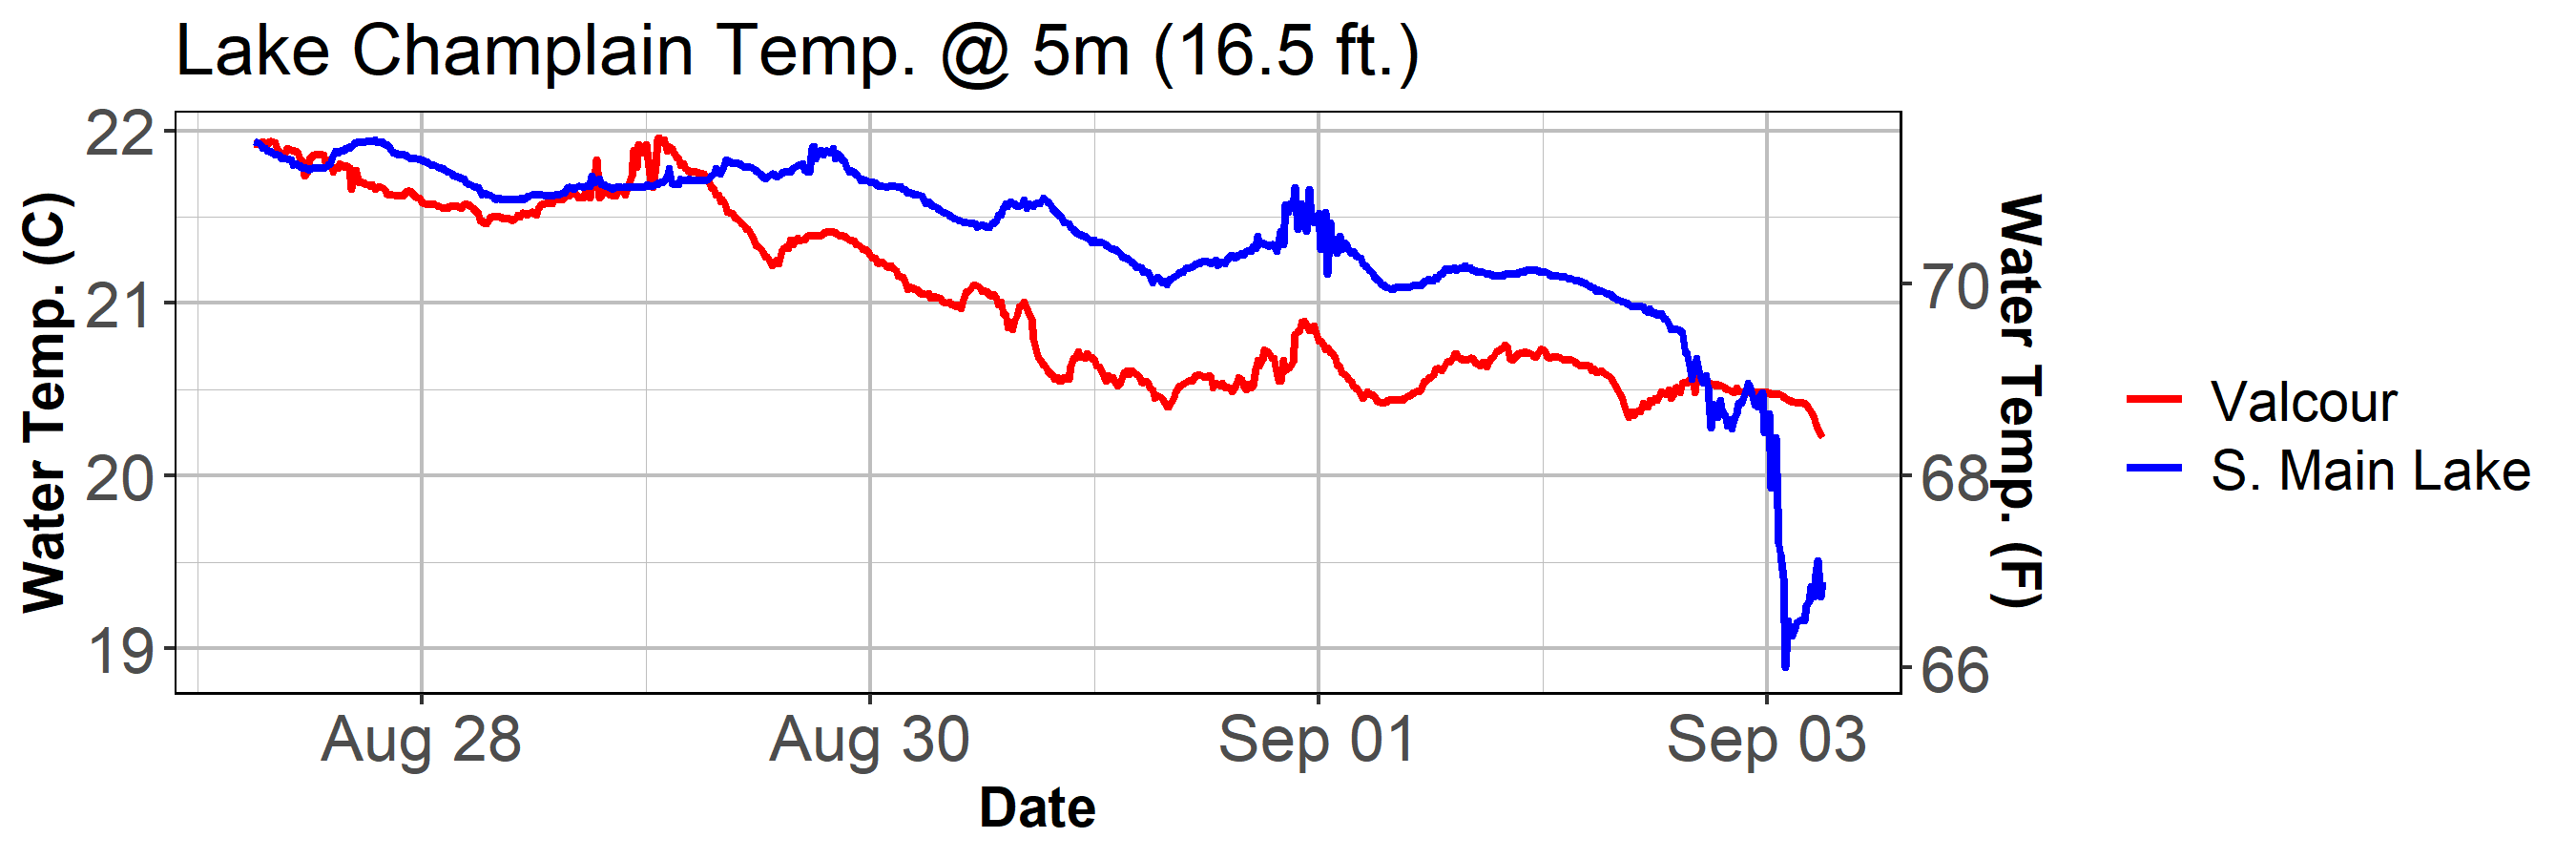 Lake Champlain Temp. @ 5m (16.5 ft.)
Water Temp. (C)
22
21
20
19
70
68
66
Water Temp. (F)
Aug 28
Aug 30
Sep 01
Sep 03
Date
Valcour
S. Main Lake